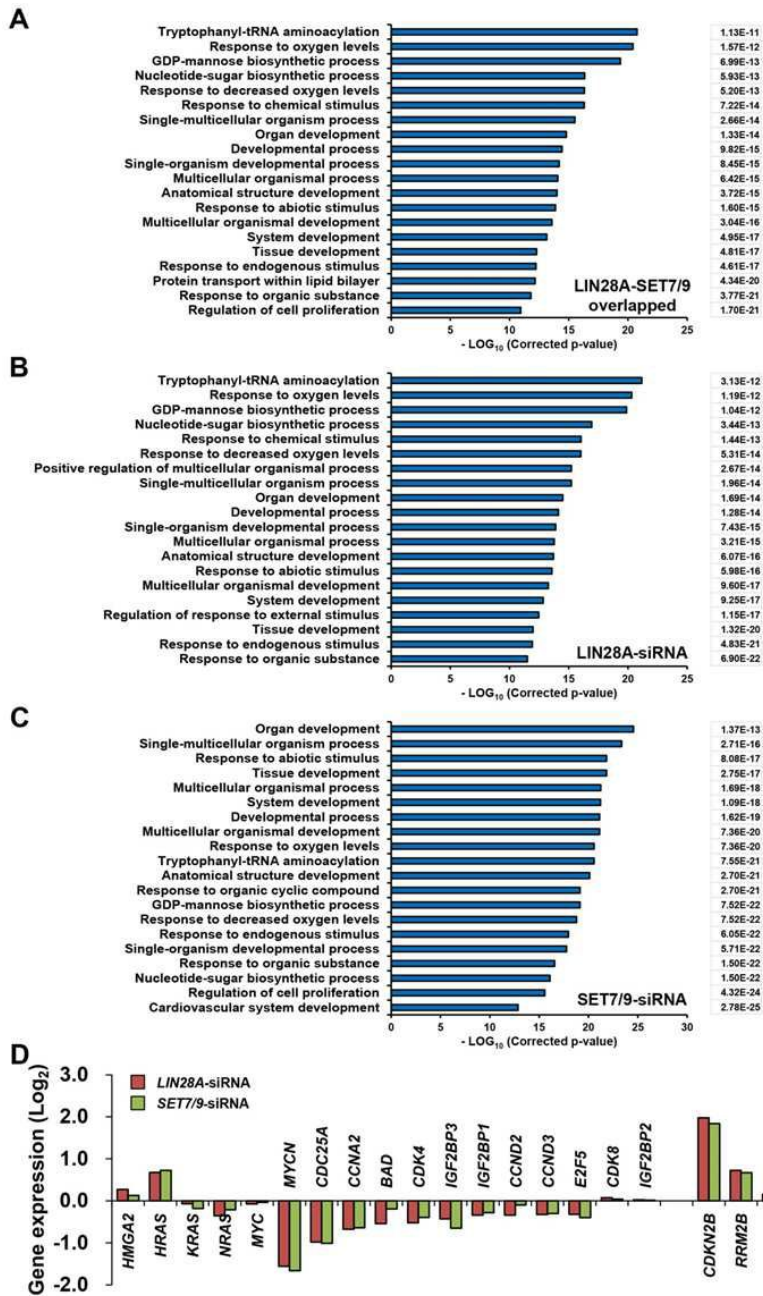 A
Tryptophanyl-tRNA aminoacylation 1.13E-11
Response to oxygen levels 1.57E-12
GDP-mannose biosynthetic process 6.99E-13
Nucleotide-sugar biosynthetic process 5.93E-13
Response to decreased oxygen levels 5.20E-13
Response to chemical stimulus 7.22E-14
Single-multicellular organism process 2.66E-14
Organ development 1.33E-14
Developmental process 9.82E-15
Single-organism developmental process 8.45E-15
Multicellular organismal process 6.42E-15
Anatomical structure development 3.72E-15
Response to abiotic stimulus 1.60E-15
Multicellular organismal development 3.04E-16
System development 4.95E-17
Tissue development 4.81E-17
Response to endogenous stimulus 4.61E-17
Protein transport within lipid bilayer 4.34E-20
Response to organic substance 3.77E-21
Regulation of cell proliferation 1.70E-21
LIN28A-SET7/9
overlapped
0 5 10 15 20 25
- LOG10 (Corrected p-value)
B
Tryptophanyl-tRNA aminoacylation 3.13E-12
Response to oxygen levels 1.19E-12
GDP-mannose biosynthetic process 1.04E-12
Nucleotide-sugar biosynthetic process 3.44E-13
Response to chemical stimulus 1.44E-13
Response to decreased oxygen levels 5.31E-14
Positive regulation of multicellular organismal process 2.67E-14
Single-multicellular organism process 1.96E-14
Organ development 1.69E-14
Developmental process 1.28E-14
Single-organism developmental process 7.43E-15
Multicellular organismal process 3.21E-15
Anatomical structure development 6.07E-16
Response to abiotic stimulus 5.98E-16
Multicellular organismal development 9.60E-17
System development 9.25E-17
Regulation of response to external stimulus 1.15E-17
Tissue development 1.32E-20
Response to endogenous stimulus 4.83E-21
Response to organic substance 6.90E-22
LIN28A-siRNA
0 5 10 15 20 25
- LOG10 (Corrected p-value)
C
Organ development 1.37E-13
Single-multicellular organism process 2.71E-16
Response to abiotic stimulus 8.08E-17
Tissue development 2.75E-17
Multicellular organismal process 1.69E-18
System development 1.09E-18
Developmental process 1.62E-19
Multicellular organismal development 7.36E-20
Response to oxygen levels 7.36E-20
Tryptophanyl-tRNA aminoacylation 7.55E-21
Anatomical structure development 2.70E-21
Response to organic cyclic compound 2.70E-21
GDP-mannose biosynthetic process 7.52E-22
Response to decreased oxygen levels 7.52E-22
Response to endogenous stimulus 6.05E-22
Single-organism developmental process 5.71E-22
Response to organic substance 1.50E-22
Nucleotide-sugar biosynthetic process 1.50E-22
Regulation of cell proliferation 4.32E-24
Cardiovascular system development 2.78E-25
SET7/9-siRNA
0 5 10 15 20 25 30
- LOG10 (Corrected p-value)
D
Gene expression (Log2)
3.0
2.0
1.0
0.0
-1.0
-2.0
LIN28A-siRNA
SET7/9-siRNA
HMGA2
HRAS
KRAS
NRAS
MYC
MYCN
CDC25A
CCNA2
BAD
CDK4
IGF2BP3
IGF2BP1
CCND2
CCND3
E2F5
CDK8
IGF2BP2
CDKN2B
RRM2B